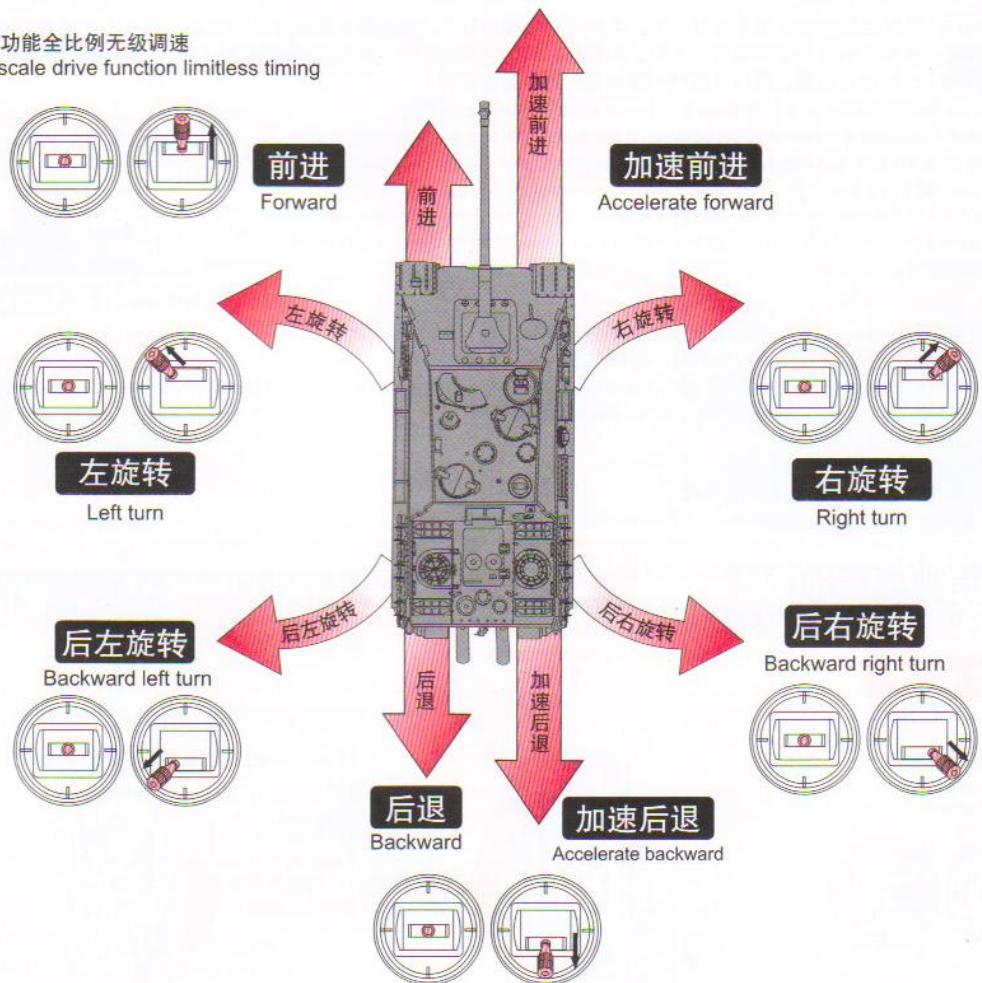 功能全比例无级调速
scale drive function limitless timing
加速前进
前进
前进
Forward
加速前进
Accelerate forward
左旋转
右旋转
左旋转
Left turn
右旋转
Right turn
后左旋转
后右旋转
后左旋转
Backward left turn
后右旋转
Backward right turn
后退
加速后退
后退
Backward
加速后退
Accelerate backward